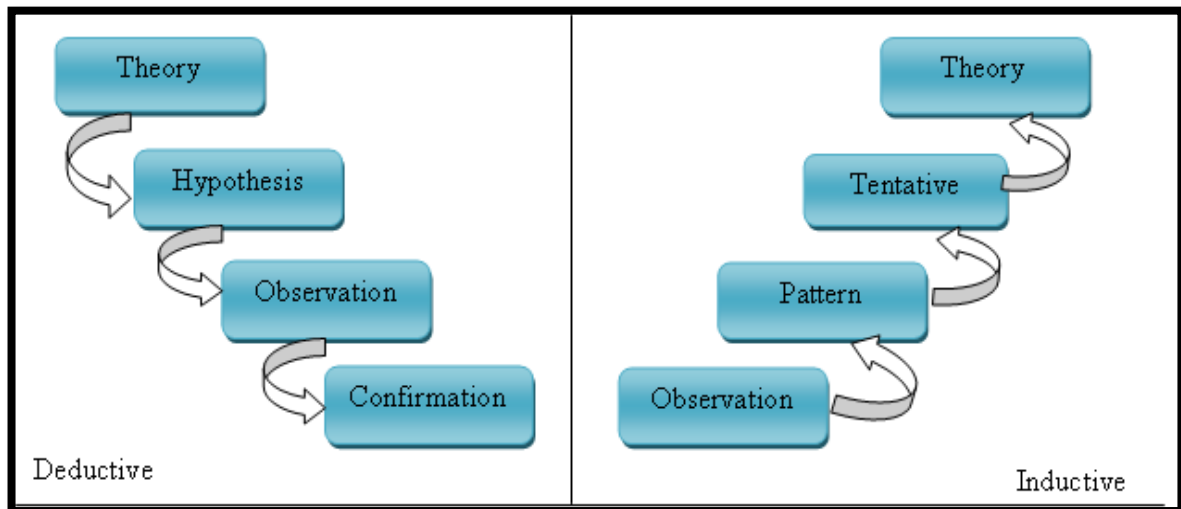 Theory
Hypothesis
Observation
Confirmation
Deductive
Theory
Tentative
Pattern
Observation
Inductive